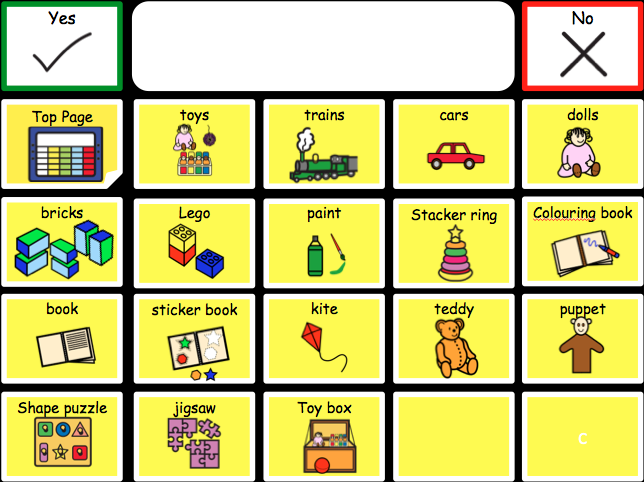 Yes
No
Top Page
toys
trains
cars
dolls
bricks
Lego
paint
Stacker ring
Colouring book
book
sticker book
kite
teddy
puppet
Shape puzzle
jigsaw
Toy box
C